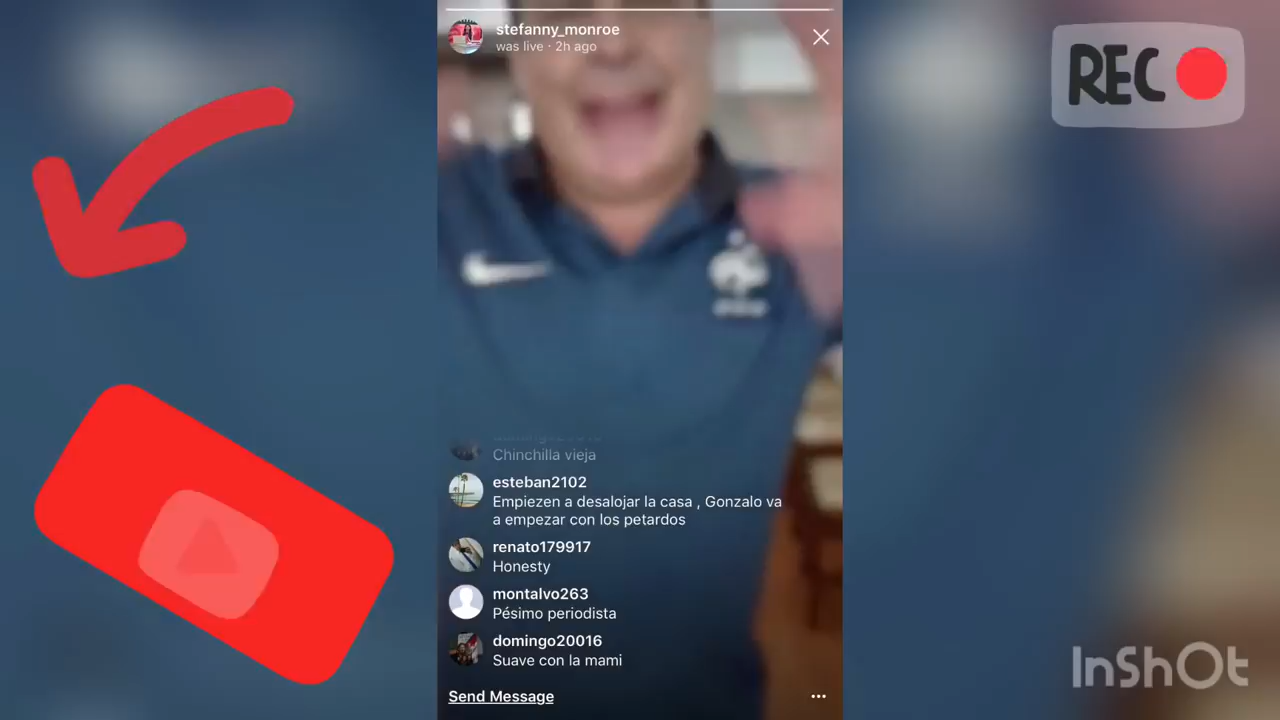 stefanny_monroe
was live · 2h ago
REC
Chinchilla vieja
esteban2102
Empiezen a desalojar la casa , Gonzalo va
a empezar con los petardos
renato179917
Honesty
montalvo263
Pésimo periodista
domingo20016
Suave con la mami
Send Message
InShOt